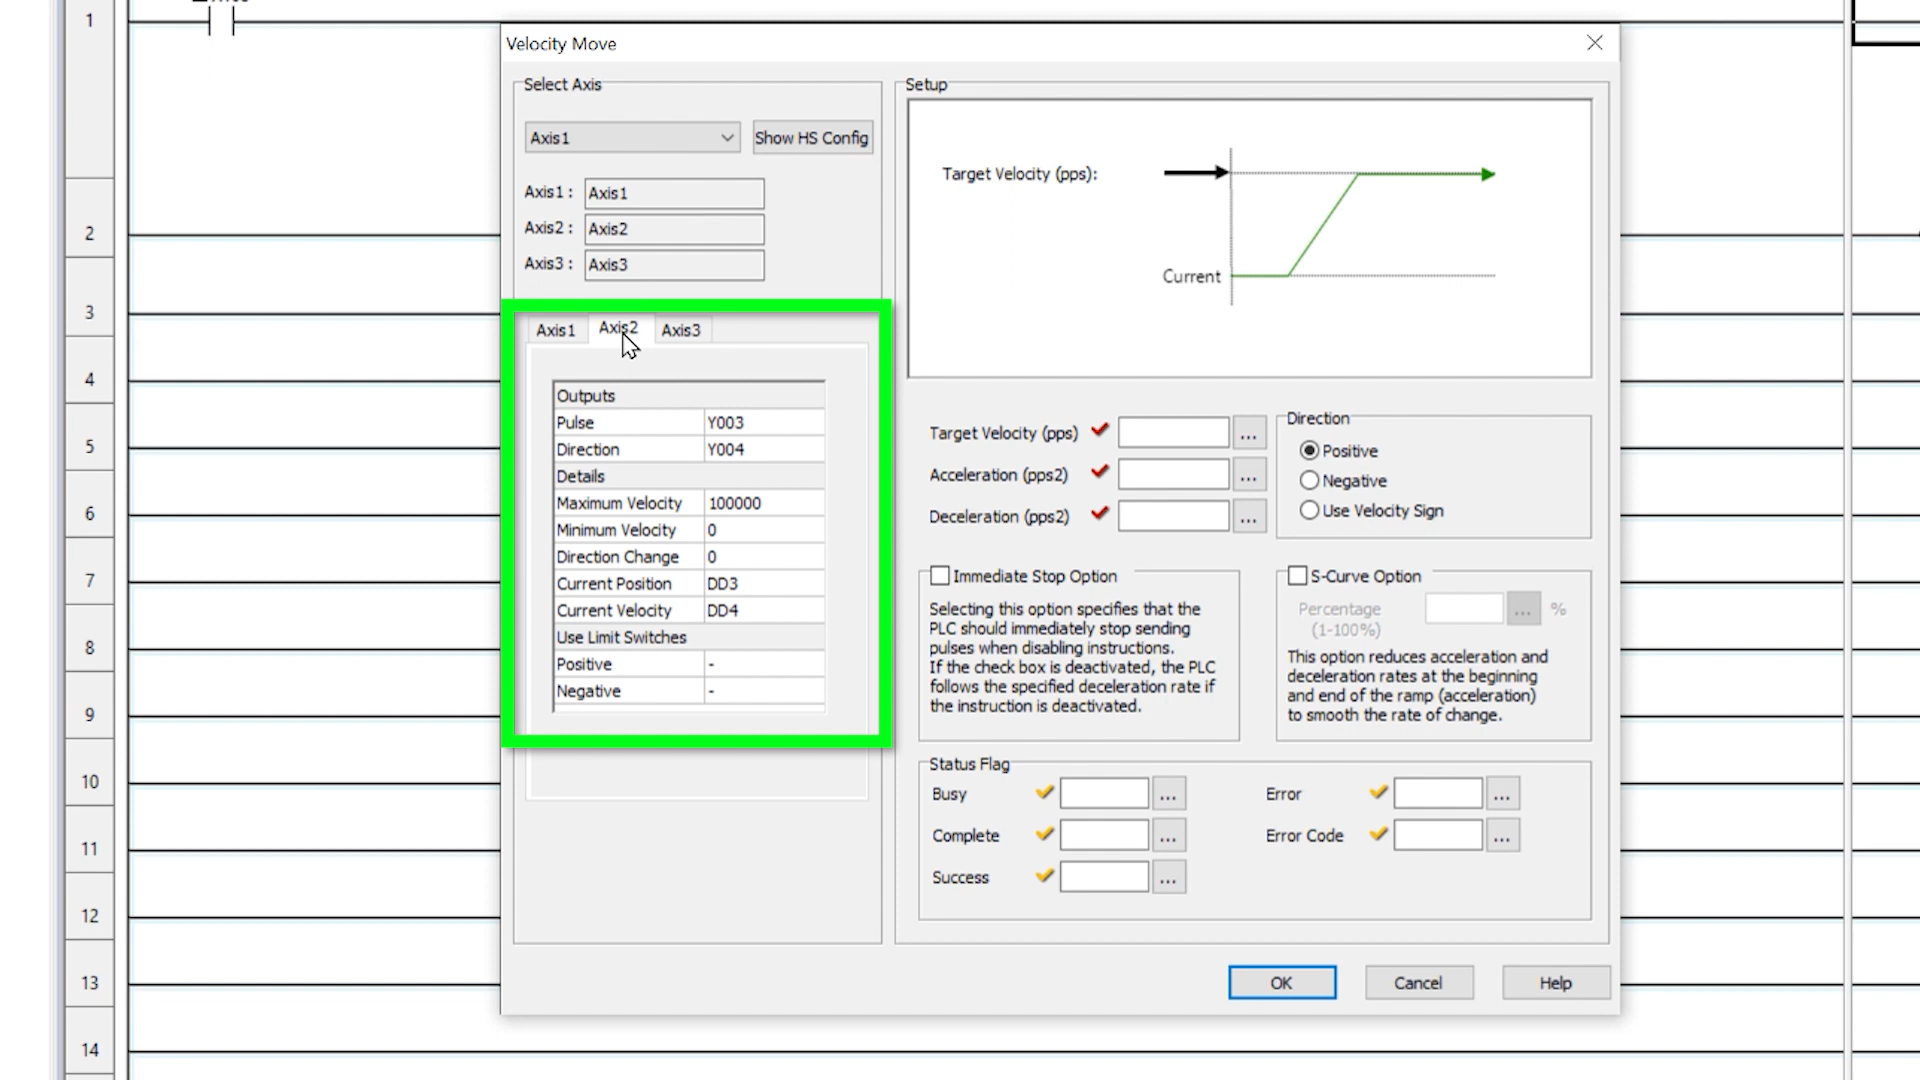 1
2
3
4
5
6
7
8
9
10
11
12
13
14
Velocity Move
Select Axis
Axis1
Show HS Config
Axis1 : Axis1
Axis2 : Axis2
Axis3 : Axis3
Axis1 Axis2 Axis3
Outputs
Pulse Y003
Direction Y004
Details
Maximum Velocity 100000
Minimum Velocity 0
Direction Change 0
Current Position DD3
Current Velocity DD4
Use Limit Switches
Positive -
Negative -
Setup
Target Velocity (pps):
Current
Target Velocity (pps) ...
Acceleration (pps2) ...
Deceleration (pps2) ...
Direction
Positive
Negative
Use Velocity Sign
Immediate Stop Option
Selecting this option specifies that the
PLC should immediately stop sending
pulses when disabling instructions.
If the check box is deactivated, the PLC
follows the specified deceleration rate if
the instruction is deactivated.
S-Curve Option
Percentage ... %
(1-100%)
This option reduces acceleration and
deceleration rates at the beginning
and end of the ramp (acceleration)
to smooth the rate of change.
Status Flag
Busy ...
Complete ...
Success ...
Error ...
Error Code ...
OK Cancel Help